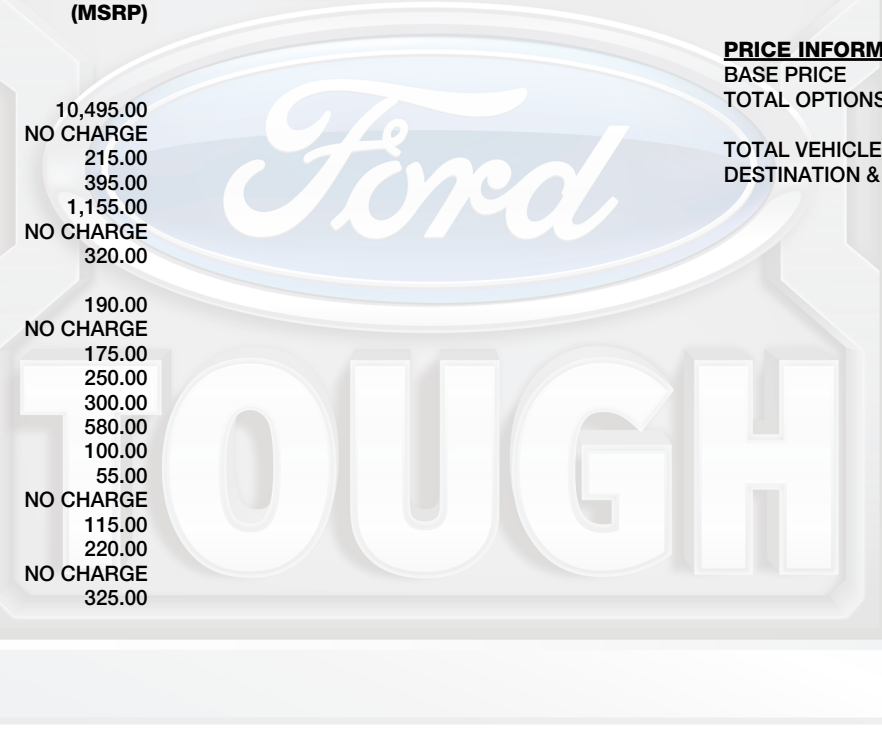 (MSRP)
10,495.00
NO CHARGE
215.00
395.00
1,155.00
NO CHARGE
320.00
190.00
NO CHARGE
175.00
250.00
300.00
580.00
100.00
55.00
NO CHARGE
115.00
220.00
NO CHARGE
325.00
PRICE INFORM
BASE PRICE
TOTAL OPTIONS
TOTAL VEHICLE
DESTINATION &
Ford
TOUGH